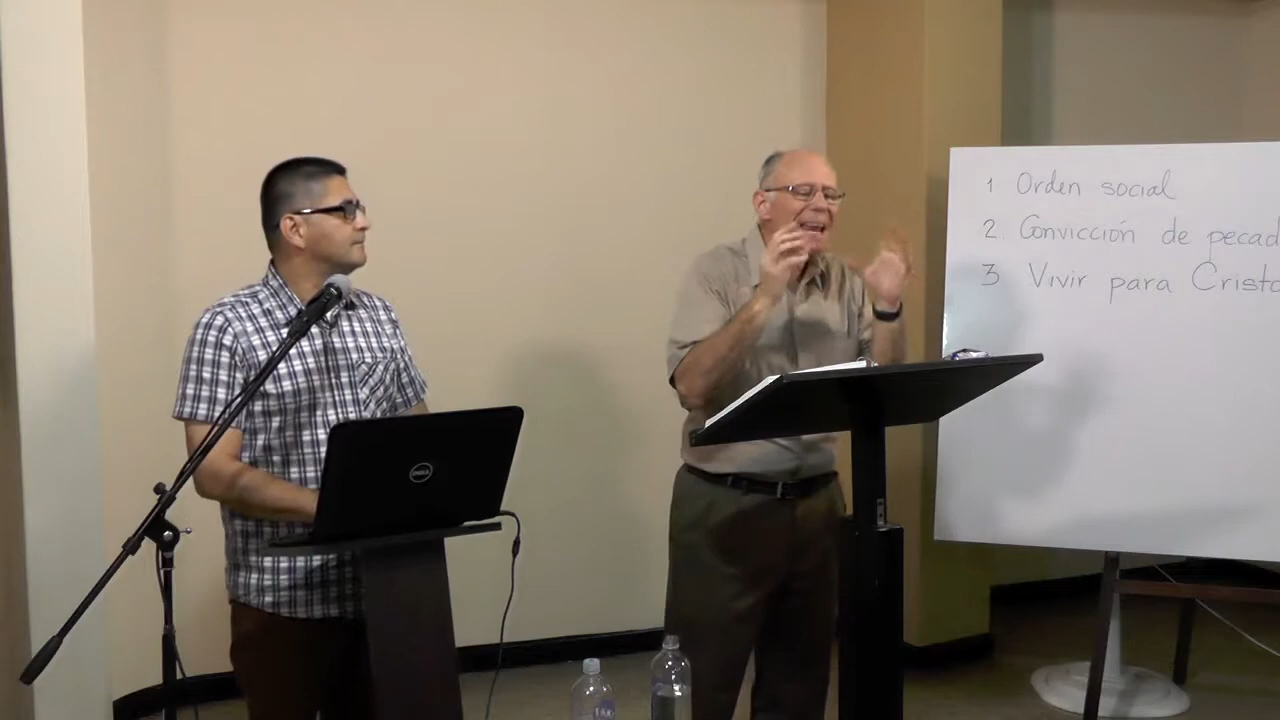 1 Orden social
2. Convicción de pecad
3 Vivir para Cristo
DELL